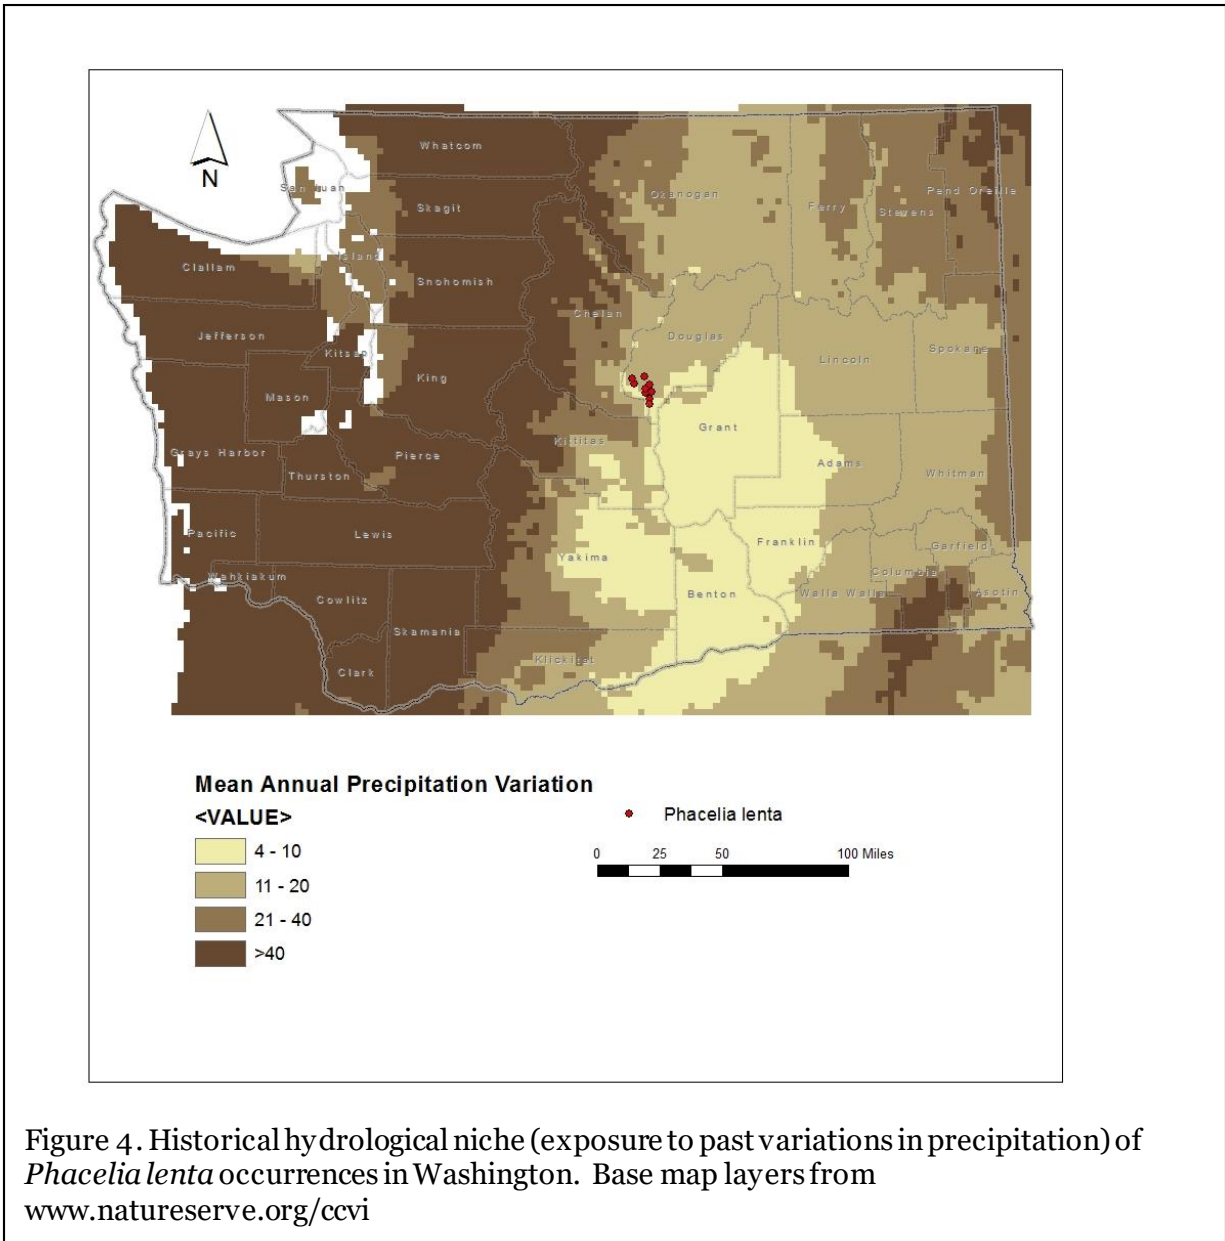 N
Whatcom
San Juan
Okanogan
Pend Oreille
Skagit
Ferry
Stevens
Island
Clallam
Snohomish
Chelan
Jefferson
Douglas
Kitsap
Lincoln
Spokane
King
Mason
Grant
Kittitas
Grays Harbor
Pierce
Adams
Thurston
Whitman
Pacific
Lewis
Franklin
Garfield
Yakima
Columbia
Wahkiakum
Cowlitz
Benton
Walla Walla
Asotin
Skamania
Klickitat
Clark
Mean Annual Precipitation Variation
<VALUE>
4 - 10
11 - 20
21 - 40
>40
Phacelia lenta
0 25 50 100 Miles
Figure 4. Historical hydrological niche (exposure to past variations in precipitation) of
Phacelia lenta occurrences in Washington. Base map layers from
www.natureserve.org/ccvi